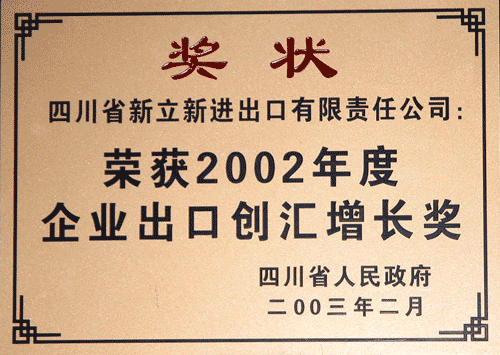 奖状
四川省新立新进出口有限责任公司:
荣获2002年度
企业出口创汇增长奖
四川省人民政府
二00三年二月